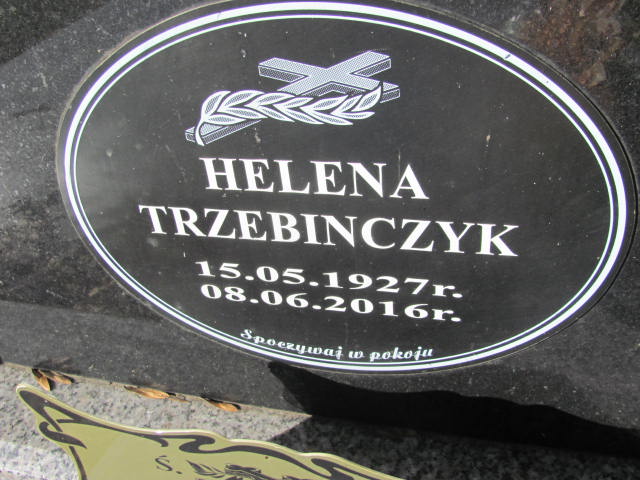 HELENA
TRZEBINCZYK
15.05.1927r.
08.06.2016r.
Spoczywaj w pokoju
Ś.